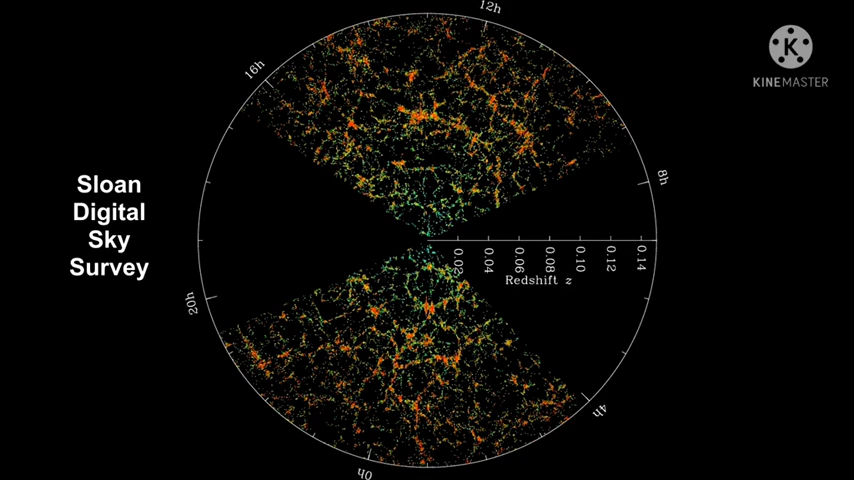 12h
16h
K
KINEMASTER
8h
Sloan
Digital
Sky
Survey
0.02 0.04 0.06 0.08 0.10 0.12 0.14
Redshift z
20h
4h
0h